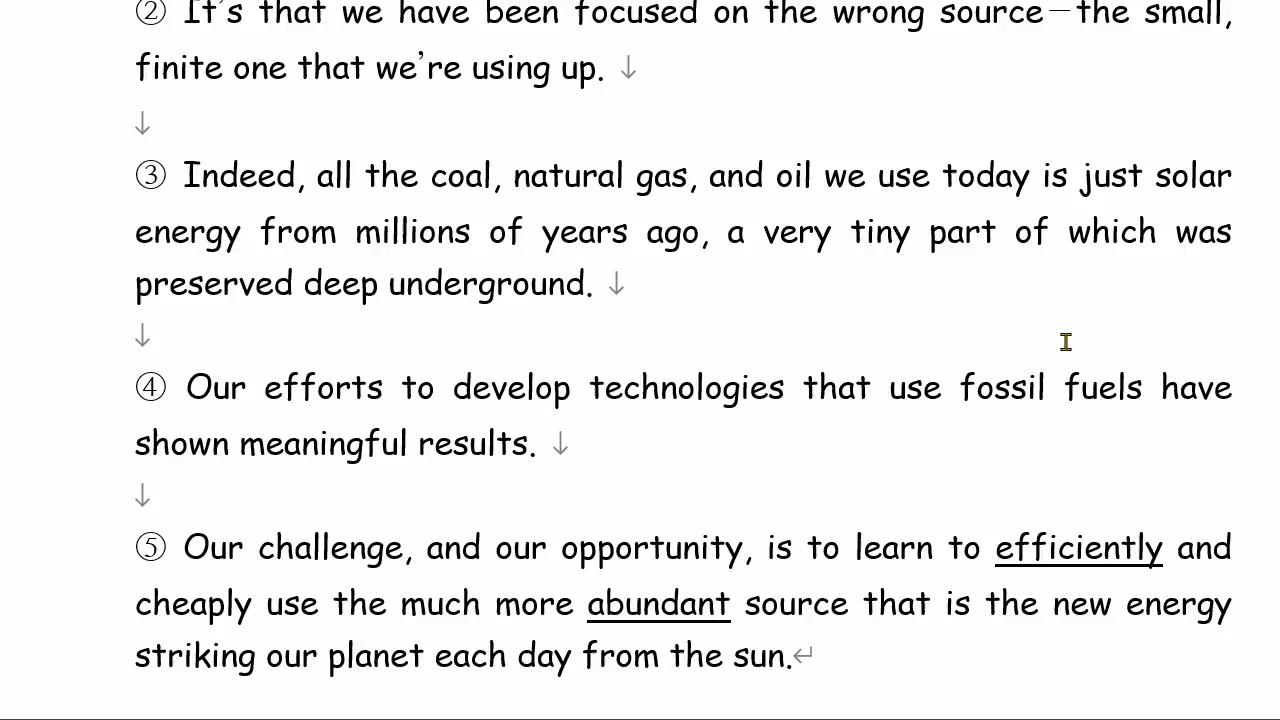 ② It's that we have been focused on the wrong source—the small,
finite one that we're using up. ↓
↓
③ Indeed, all the coal, natural gas, and oil we use today is just solar
energy from millions of years ago, a very tiny part of which was
preserved deep underground. ↓
↓
④ Our efforts to develop technologies that use fossil fuels have
shown meaningful results. ↓
↓
⑤ Our challenge, and our opportunity, is to learn to efficiently and
cheaply use the much more abundant source that is the new energy
striking our planet each day from the sun.↵